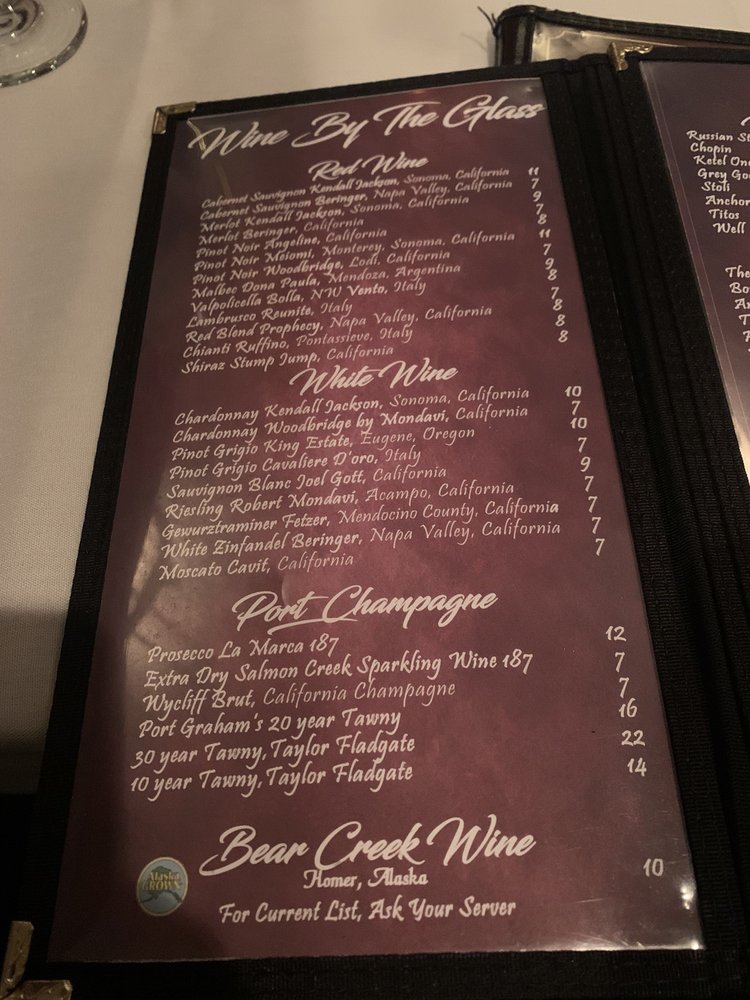 Wine By The Glass
Red Wine
Cabernet Sauvignon Kendall Jackson, Sonoma, California 11
Cabernet Sauvignon Beringer, Napa Valley, California 7
Merlot Kendall Jackson, Sonoma, California 9
Merlot Beringer, California 7
Pinot Noir Angeline, California 8
Pinot Noir Meiomi, Monterey, Sonoma, California 11
Pinot Noir Woodbridge, Lodi, California 7
Malbec Dona Paula, Mendoza, Argentina 9
Valpolicella Bolla, NW Vento, Italy 8
Lambrusco Reunite, Italy 7
Red Blend Prophecy, Napa Valley, California 8
Chianti Ruffino, Pontassieve, Italy 8
Shiraz Stump Jump, California 8
White Wine
Chardonnay Kendall Jackson, Sonoma, California 10
Chardonnay Woodbridge by Mondavi, California 7
Pinot Grigio King Estate, Eugene, Oregon 10
Pinot Grigio Cavaliere D'oro, Italy 7
Sauvignon Blanc Joel Gott, California 9
Riesling Robert Mondavi, Acampo, California 7
Gewurztraminer Fetzer, Mendocino County, California 7
White Zinfandel Beringer, Napa Valley, California 7
Moscato Cavit, California 7
Port Champagne
Prosecco La Marca 187 12
Extra Dry Salmon Creek Sparkling Wine 187 7
Wycliff Brut, California Champagne 7
Port Graham's 20 year Tawny 16
30 year Tawny, Taylor Fladgate 22
10 year Tawny, Taylor Fladgate 14
Bear Creek Wine
Homer, Alaska 10
Alaska
GROWN
For Current List, Ask Your Server
Russian
Chopin
Ketel One
Grey
Stoli
Anchor
Titos
Well